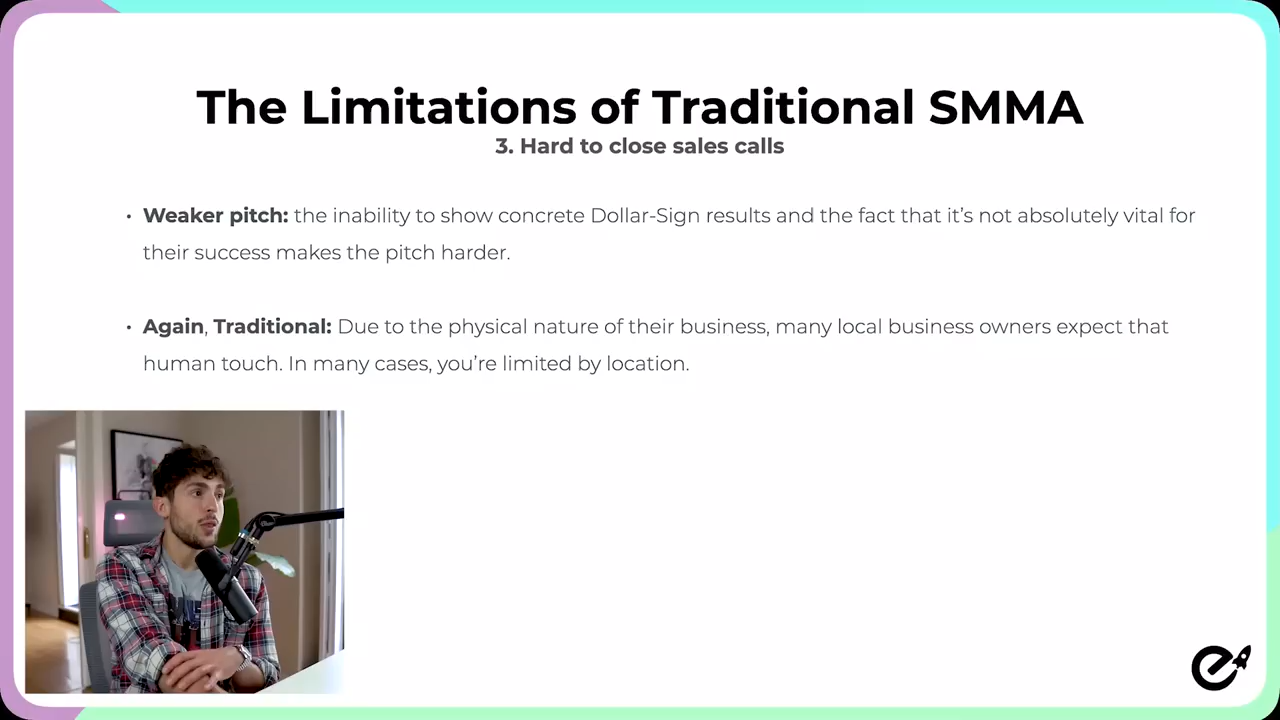 The Limitations of Traditional SMMA
3. Hard to close sales calls
• Weaker pitch: the inability to show concrete Dollar-Sign results and the fact that it’s not absolutely vital for
their success makes the pitch harder.
• Again, Traditional: Due to the physical nature of their business, many local business owners expect that
human touch. In many cases, you’re limited by location.